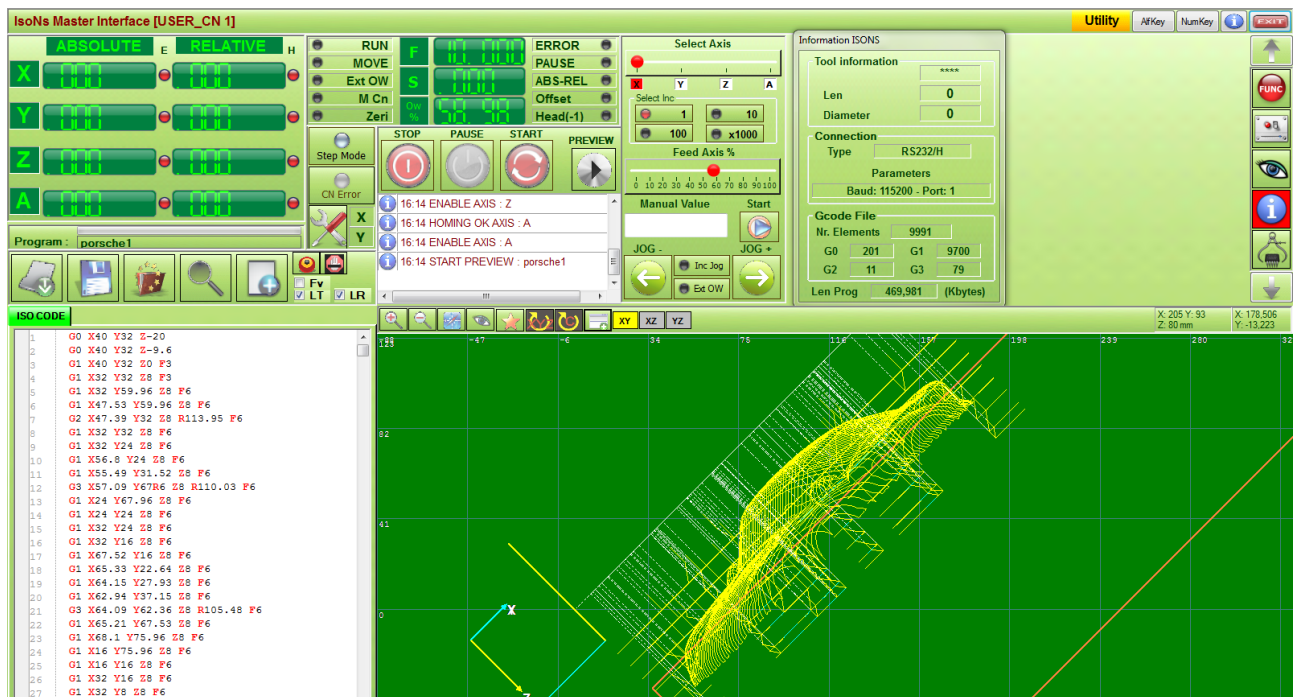 IsoNs Master Interface [USER_CN 1]
Utility
AlfKey
NumKey
EXIT
ABSOLUTE E RELATIVE H
X .000 .000
Y .000 .000
Z .000 .000
A .000 .000
Program : porsche1
RUN
MOVE
Ext OW
M Cn
Zeri
F 10. 000
S
Ow %
ERROR
PAUSE
ABS-REL
Offset
Head(-1)
Step Mode
CN Error
X
Y
STOP PAUSE START PREVIEW
16:14 ENABLE AXIS : Z
16:14 HOMING OK AXIS : A
16:14 ENABLE AXIS : A
16:14 START PREVIEW : porsche1
Fv
LT LR
Select Axis
X Y Z A
Select Inc
1 10
100 x1000
Feed Axis %
0 10 20 30 40 50 60 70 80 90 100
Manual Value Start
JOG - JOG +
Inc Jog
Ext OW
Information ISONS
Tool information
****
Len 0
Diameter 0
Connection
Type RS232/H
Parameters
Baud: 115200 - Port: 1
Gcode File
Nr. Elements 9991
G0 201 G1 9700
G2 11 G3 79
Len Prog 469,981 (Kbytes)
FUNC
ISO CODE
1 G0 X40 Y32 Z-20
2 G0 X40 Y32 Z-9.6
3 G1 X40 Y32 Z0 F3
4 G1 X32 Y32 Z8 F3
5 G1 X32 Y59.96 Z8 F6
6 G1 X47.53 Y59.96 Z8 F6
7 G2 X47.39 Y32 Z8 R113.95 F6
8 G1 X32 Y32 Z8 F6
9 G1 X32 Y24 Z8 F6
10 G1 X56.8 Y24 Z8 F6
11 G1 X55.49 Y31.52 Z8 F6
12 G3 X57.09 Y67R6 Z8 R110.03 F6
13 G1 X24 Y67.96 Z8 F6
14 G1 X24 Y24 Z8 F6
15 G1 X32 Y24 Z8 F6
16 G1 X32 Y16 Z8 F6
17 G1 X67.52 Y16 Z8 F6
18 G1 X65.33 Y22.64 Z8 F6
19 G1 X64.15 Y27.93 Z8 F6
20 G1 X62.94 Y37.15 Z8 F6
21 G3 X64.09 Y62.36 Z8 R105.48 F6
22 G1 X65.21 Y67.53 Z8 F6
23 G1 X68.1 Y75.96 Z8 F6
24 G1 X16 Y75.96 Z8 F6
25 G1 X16 Y16 Z8 F6
26 G1 X32 Y16 Z8 F6
27 G1 X32 Y8 Z8 F6
XY XZ YZ
X: 205 Y: 93
Z: 80 mm
X: 178,506
Y: -13,223
-47 -6 34 75 116 157 198 239 280
123
82
41
0
X
Z